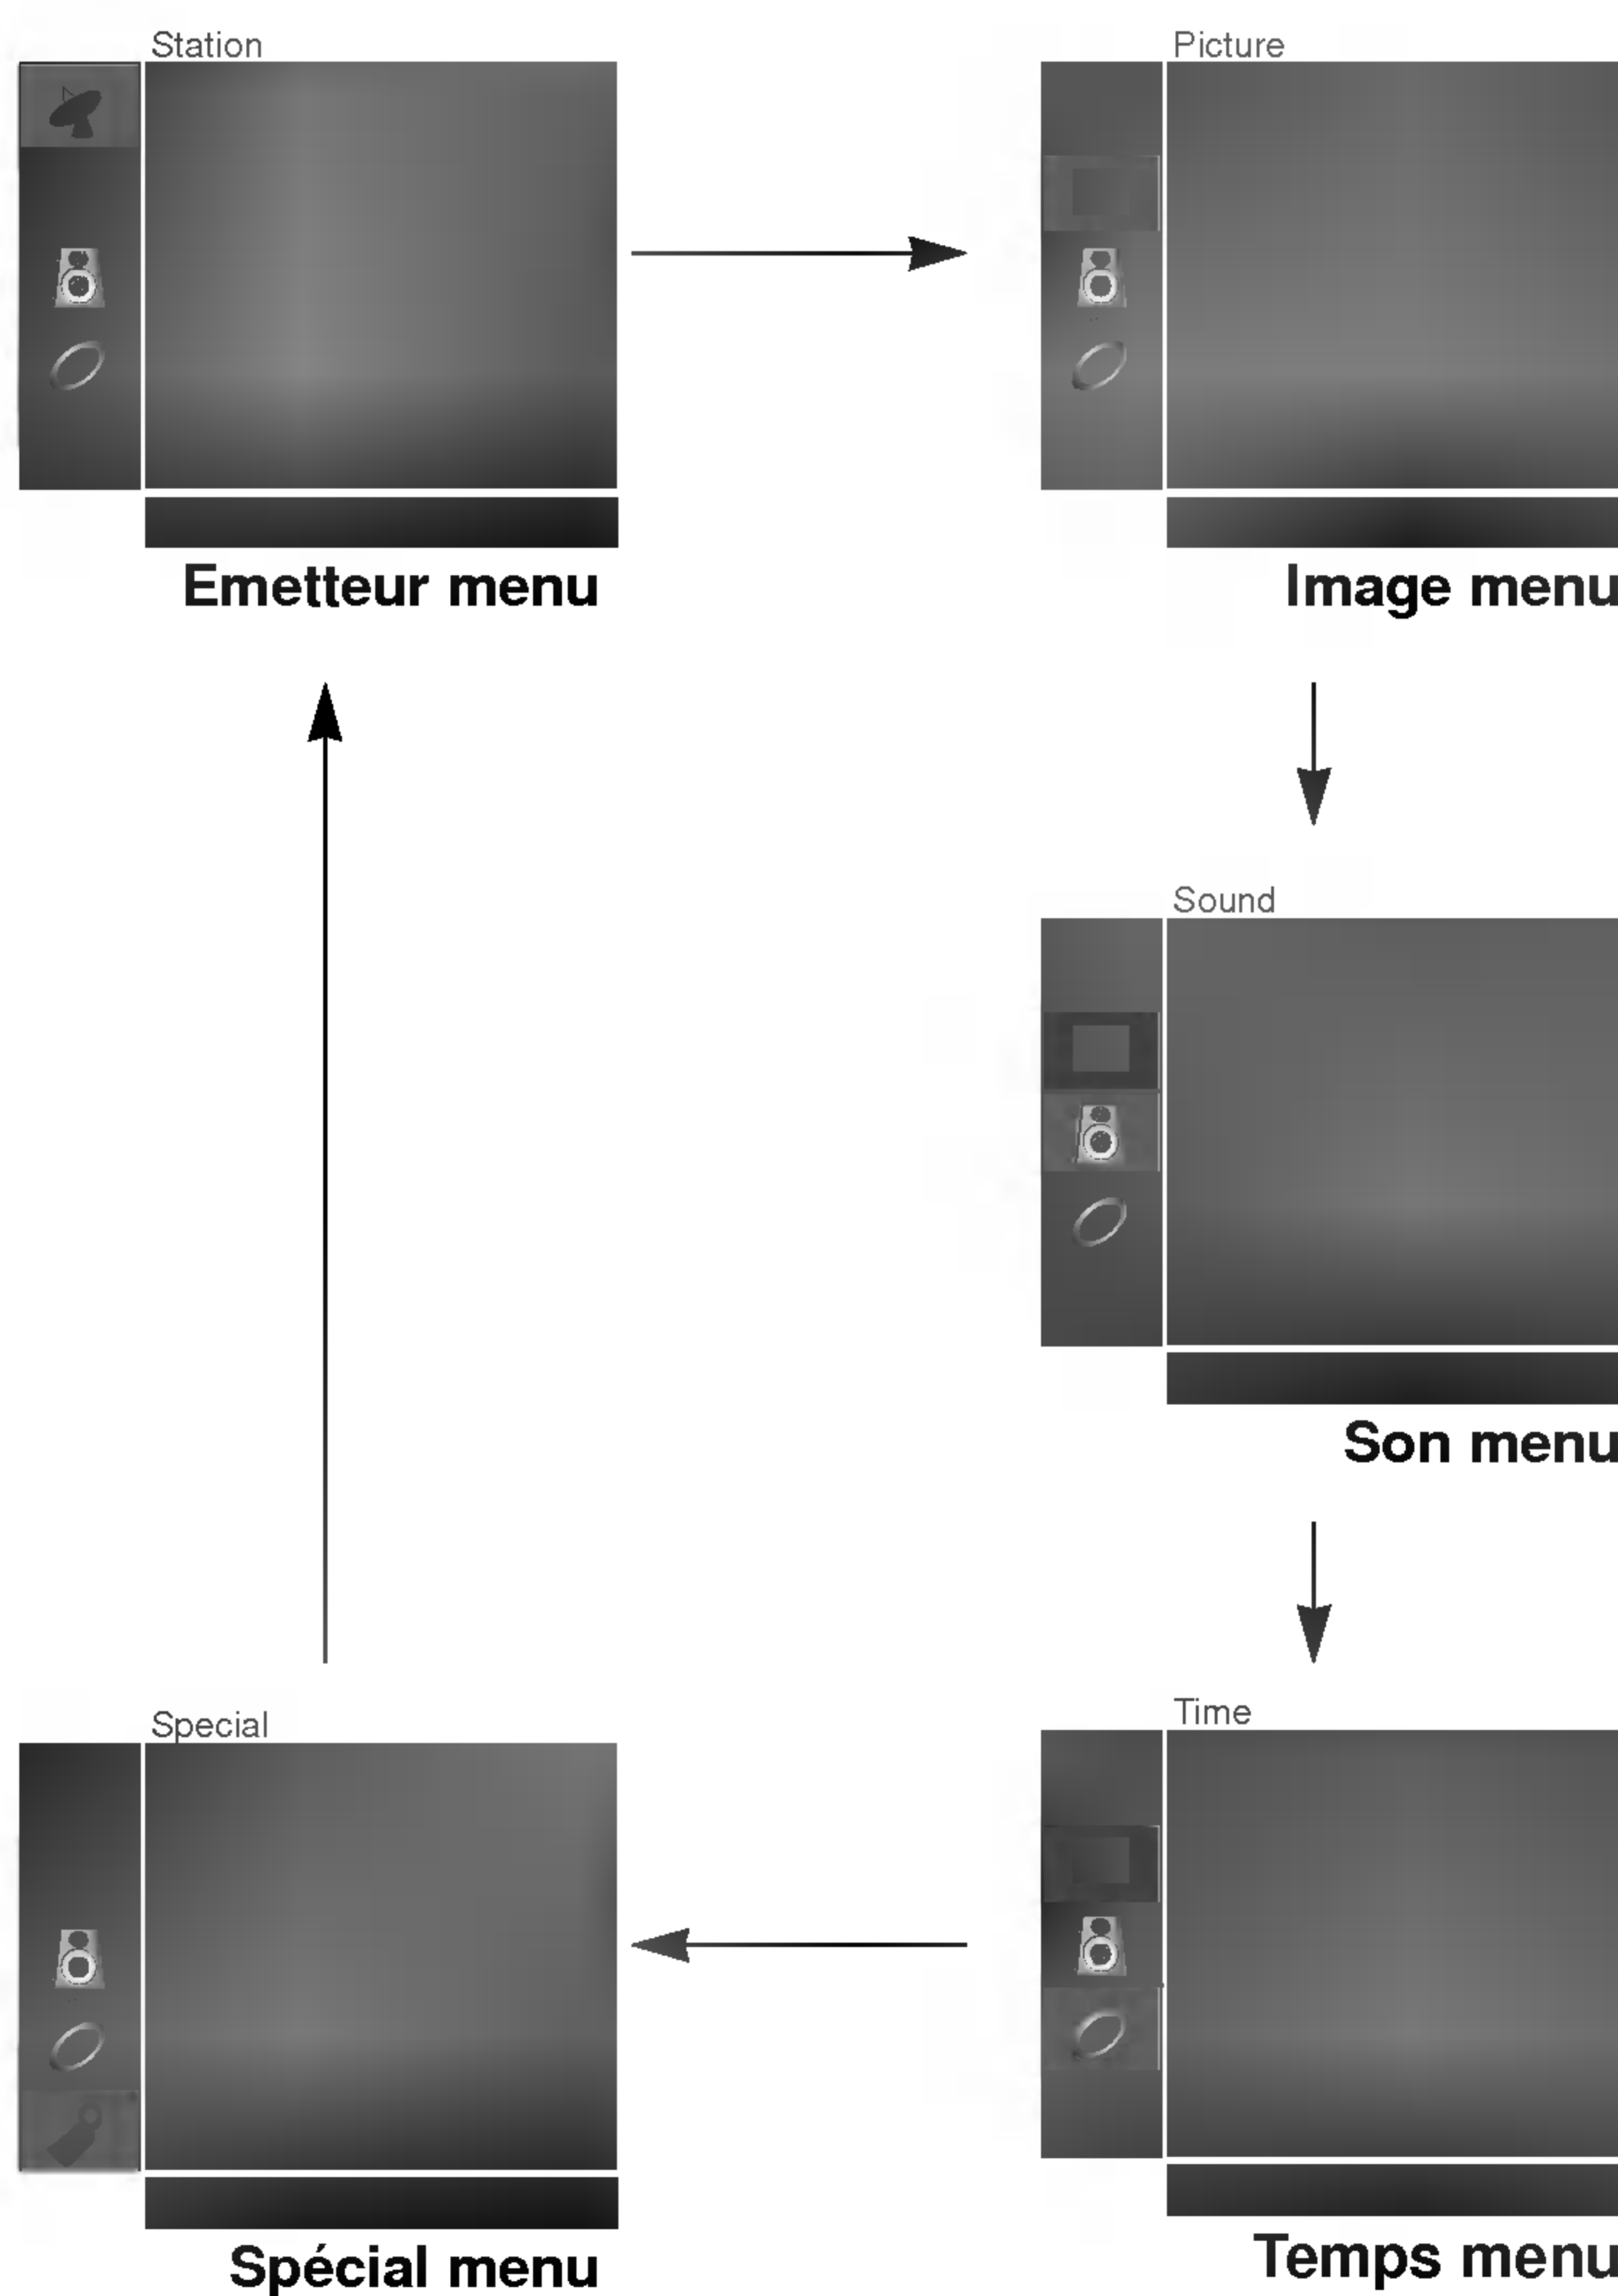 Station
Picture
Emetteur menu
Image menu
Sound
Son menu
Special
Time
Spécial menu
Temps menu